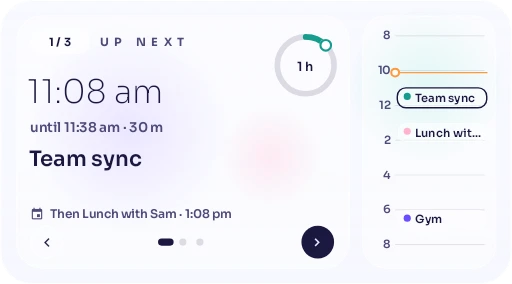 1 / 3 UP NEXT
1 h
11:08 am
until 11:38 am · 30 m
Team sync
Then Lunch with Sam · 1:08 pm
8
10
12
Team sync
Lunch wit...
2
4
6
Gym
8